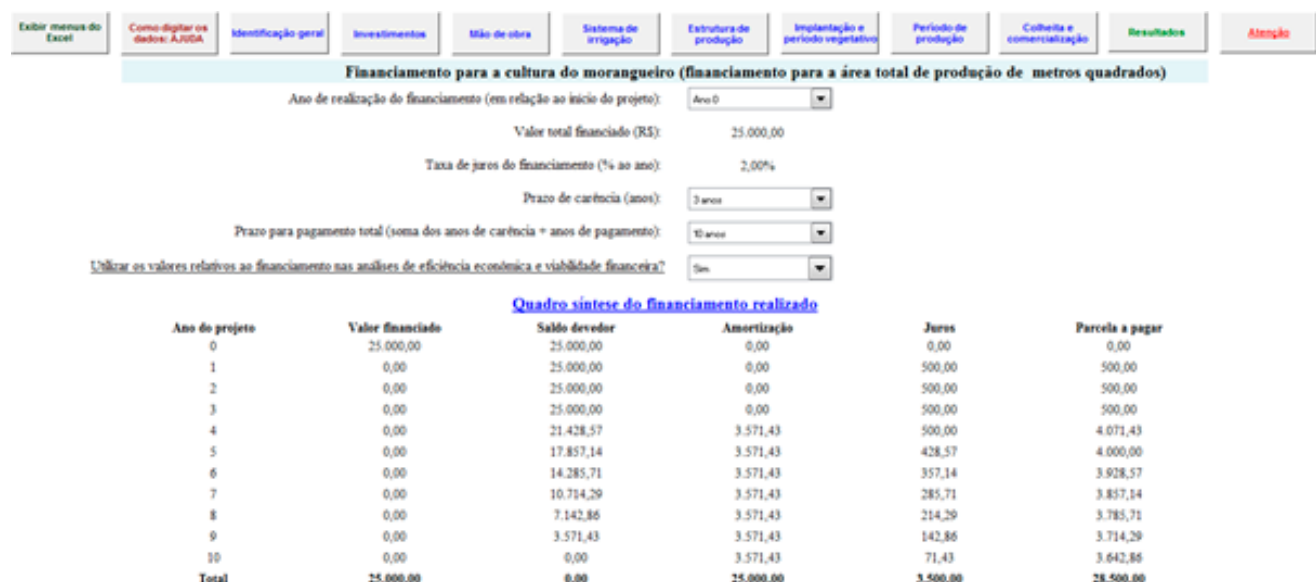 Exibir menus do Excel
Como digitar os dados: AJUDA
Identificação geral
Investimentos
Mão de obra
Sistema de irrigação
Estrutura de produção
Implantação e período vegetativo
Período de produção
Colheita e comercialização
Resultados
Atenção
Financiamento para a cultura do morangueiro (financiamento para a área total de produção de metros quadrados)
Ano de realização do financiamento (em relação ao início do projeto): Ano 0
Valor total financiado (R$): 25.000,00
Taxa de juros do financiamento (% ao ano): 2,00%
Prazo de carência (anos): 3 anos
Prazo para pagamento total (soma dos anos de carência + anos de pagamento): 10 anos
Utilizar os valores relativos ao financiamento nas análises de eficiência econômica e viabilidade financeira? Sim
Quadro síntese do financiamento realizado
Ano do projeto Valor financiado Saldo devedor Amortização Juros Parcela a pagar
0 25.000,00 25.000,00 0,00 0,00 0,00
1 0,00 25.000,00 0,00 500,00 500,00
2 0,00 25.000,00 0,00 500,00 500,00
3 0,00 25.000,00 0,00 500,00 500,00
4 0,00 21.428,57 3.571,43 500,00 4.071,43
5 0,00 17.857,14 3.571,43 428,57 4.000,00
6 0,00 14.285,71 3.571,43 357,14 3.928,57
7 0,00 10.714,29 3.571,43 285,71 3.857,14
8 0,00 7.142,86 3.571,43 214,29 3.785,71
9 0,00 3.571,43 3.571,43 142,86 3.714,29
10 0,00 0,00 3.571,43 71,43 3.642,86
Total 25.000,00 0,00 25.000,00 3.500,00 28.500,00